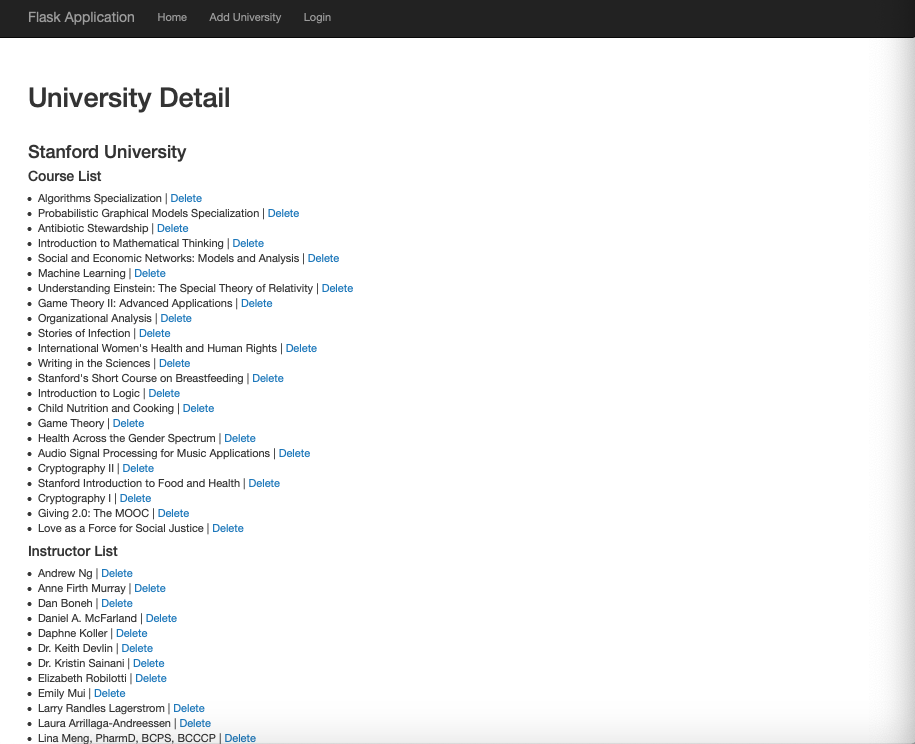 Flask Application Home Add University Login
University Detail
Stanford University
Course List
Algorithms Specialization | Delete
Probabilistic Graphical Models Specialization | Delete
Antibiotic Stewardship | Delete
Introduction to Mathematical Thinking | Delete
Social and Economic Networks: Models and Analysis | Delete
Machine Learning | Delete
Understanding Einstein: The Special Theory of Relativity | Delete
Game Theory II: Advanced Applications | Delete
Organizational Analysis | Delete
Stories of Infection | Delete
International Women's Health and Human Rights | Delete
Writing in the Sciences | Delete
Stanford's Short Course on Breastfeeding | Delete
Introduction to Logic | Delete
Child Nutrition and Cooking | Delete
Game Theory | Delete
Health Across the Gender Spectrum | Delete
Audio Signal Processing for Music Applications | Delete
Cryptography II | Delete
Stanford Introduction to Food and Health | Delete
Cryptography I | Delete
Giving 2.0: The MOOC | Delete
Love as a Force for Social Justice | Delete
Instructor List
Andrew Ng | Delete
Anne Firth Murray | Delete
Dan Boneh | Delete
Daniel A. McFarland | Delete
Daphne Koller | Delete
Dr. Keith Devlin | Delete
Dr. Kristin Sainani | Delete
Elizabeth Robilotti | Delete
Emily Mui | Delete
Larry Randles Lagerstrom | Delete
Laura Arrillaga-Andreessen | Delete
Lina Meng, PharmD, BCPS, BCCCP | Delete